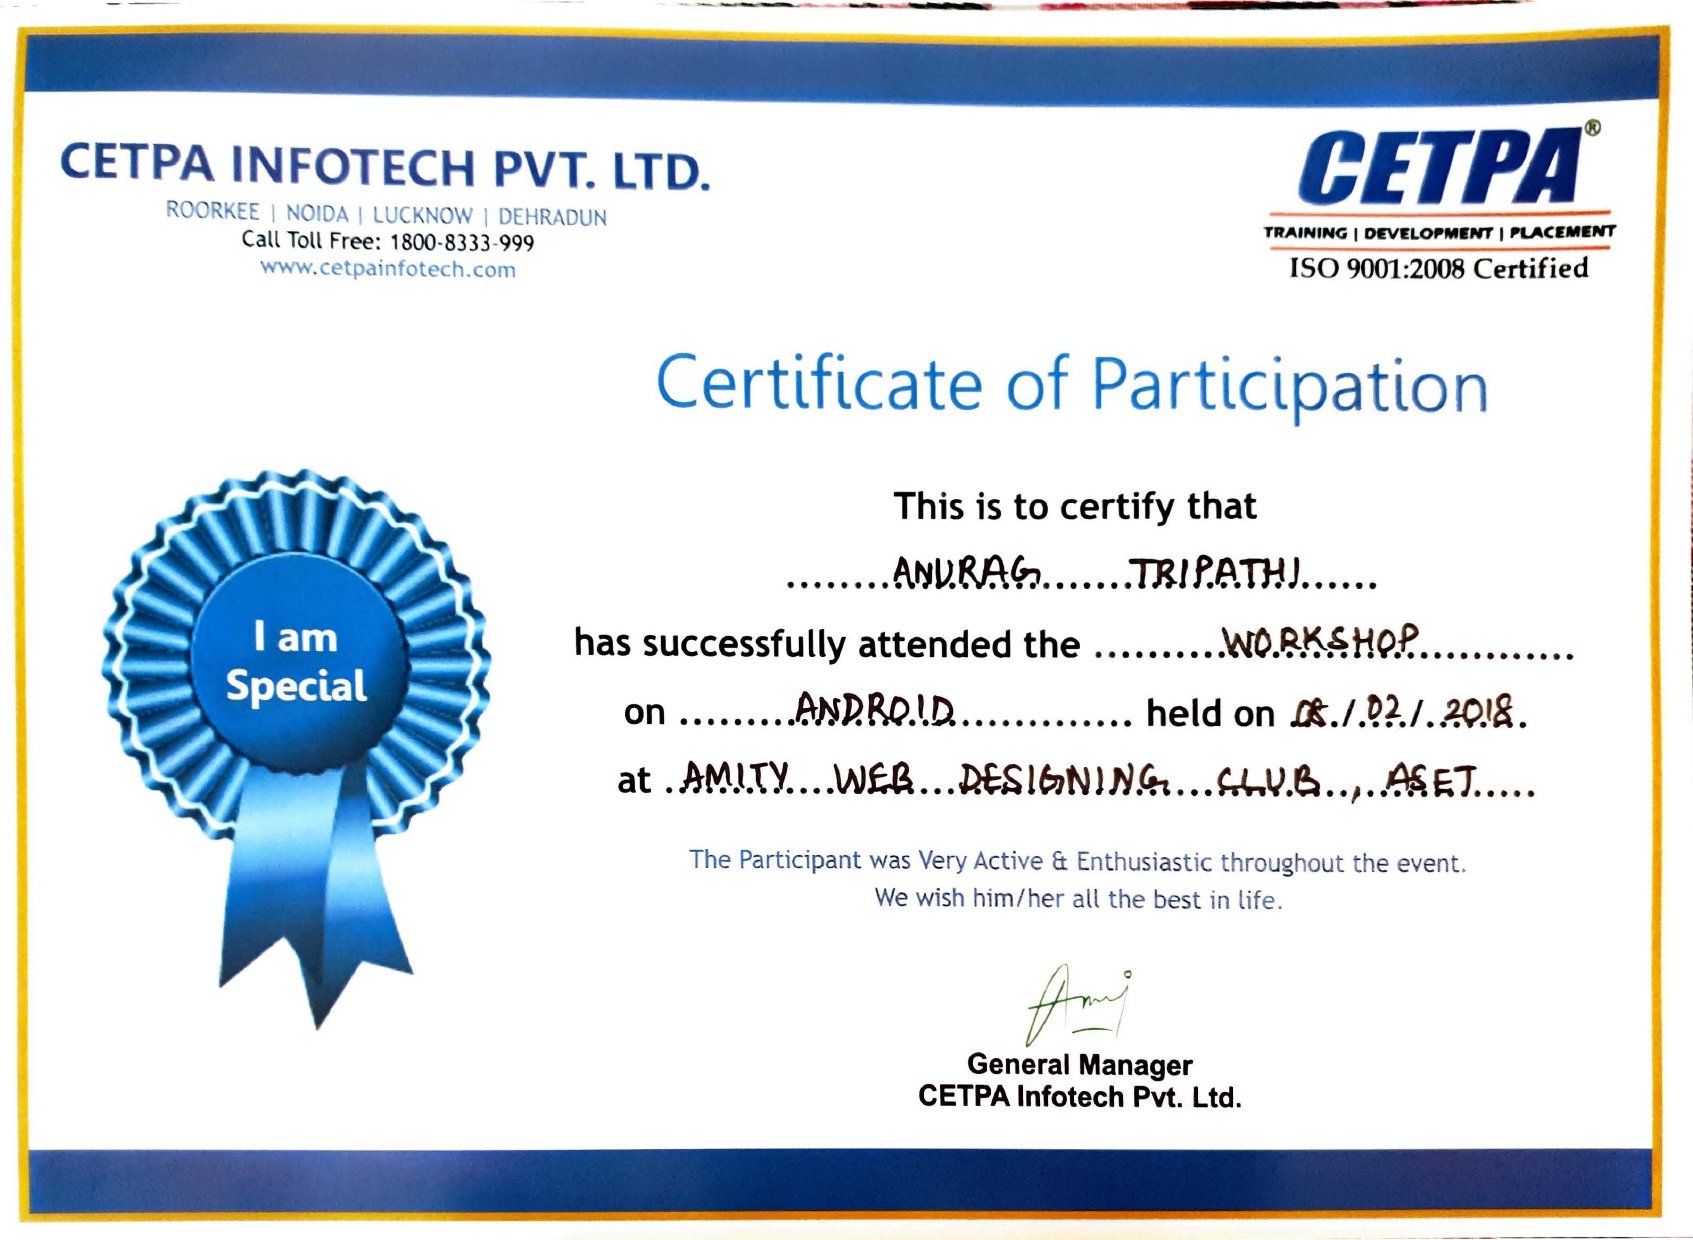 CETPA INFOTECH PVT. LTD.
ROORKEE | NOIDA | LUCKNOW | DEHRADUN
Call Toll Free: 1800-8333-999
www.cetpainfotech.com
CETPA®
TRAINING | DEVELOPMENT | PLACEMENT
ISO 9001:2008 Certified
Certificate of Participation
This is to certify that
........ANURAG.......TRIPATHI......
has successfully attended the ..........WORKSHOP............
on .........ANDROID............. held on /02/2018.
at .AMITY....WEB...DESIGNING...CLUB..,..ASET.....
The Participant was Very Active & Enthusiastic throughout the event.
We wish him/her all the best in life.
I am
Special
General Manager
CETPA Infotech Pvt. Ltd.